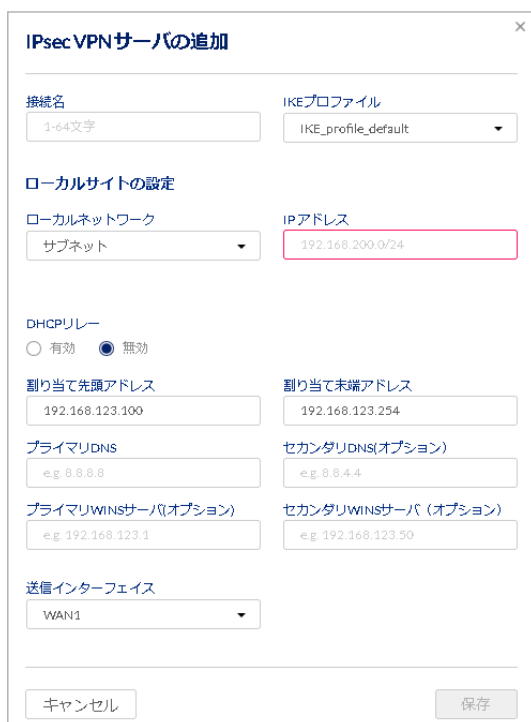 ×
IPsec VPNサーバの追加
接続名
IKEプロファイル
1-64文字
IKE_profile_default
ローカルサイトの設定
ローカルネットワーク
IPアドレス
サブネット
192.168.200.0/24
DHCPリレー
有効
無効
割り当て先頭アドレス
割り当て末端アドレス
192.168.123.100
192.168.123.254
プライマリDNS
セカンダリDNS(オプション)
e.g. 8.8.8.8
e.g. 8.8.4.4
プライマリWINSサーバ(オプション)
セカンダリWINSサーバ（オプション）
e.g. 192.168.123.1
e.g. 192.168.123.50
送信インターフェイス
WAN1
キャンセル
保存